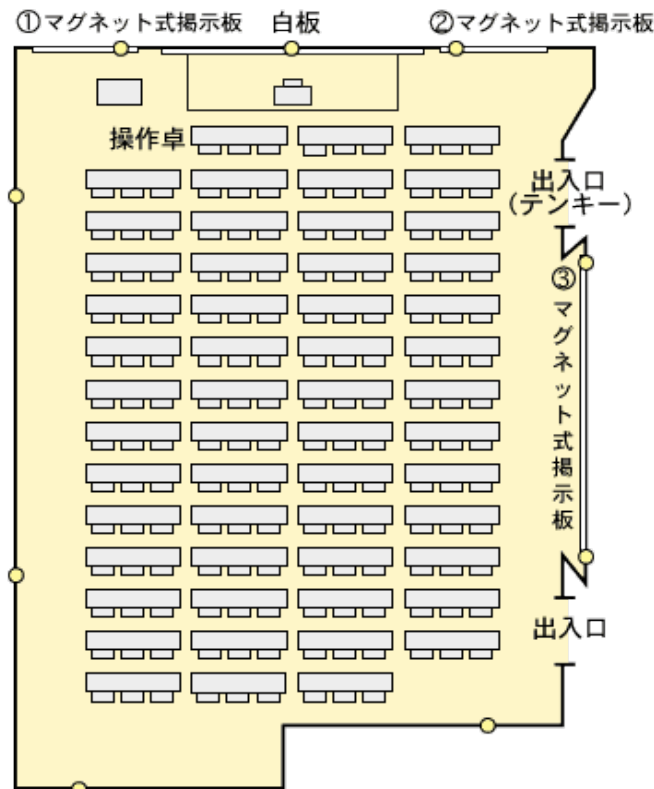 ①マグネット式掲示板
白板
②マグネット式掲示板
操作卓
出入口
（テンキー）
③マグネット式掲示板
出入口